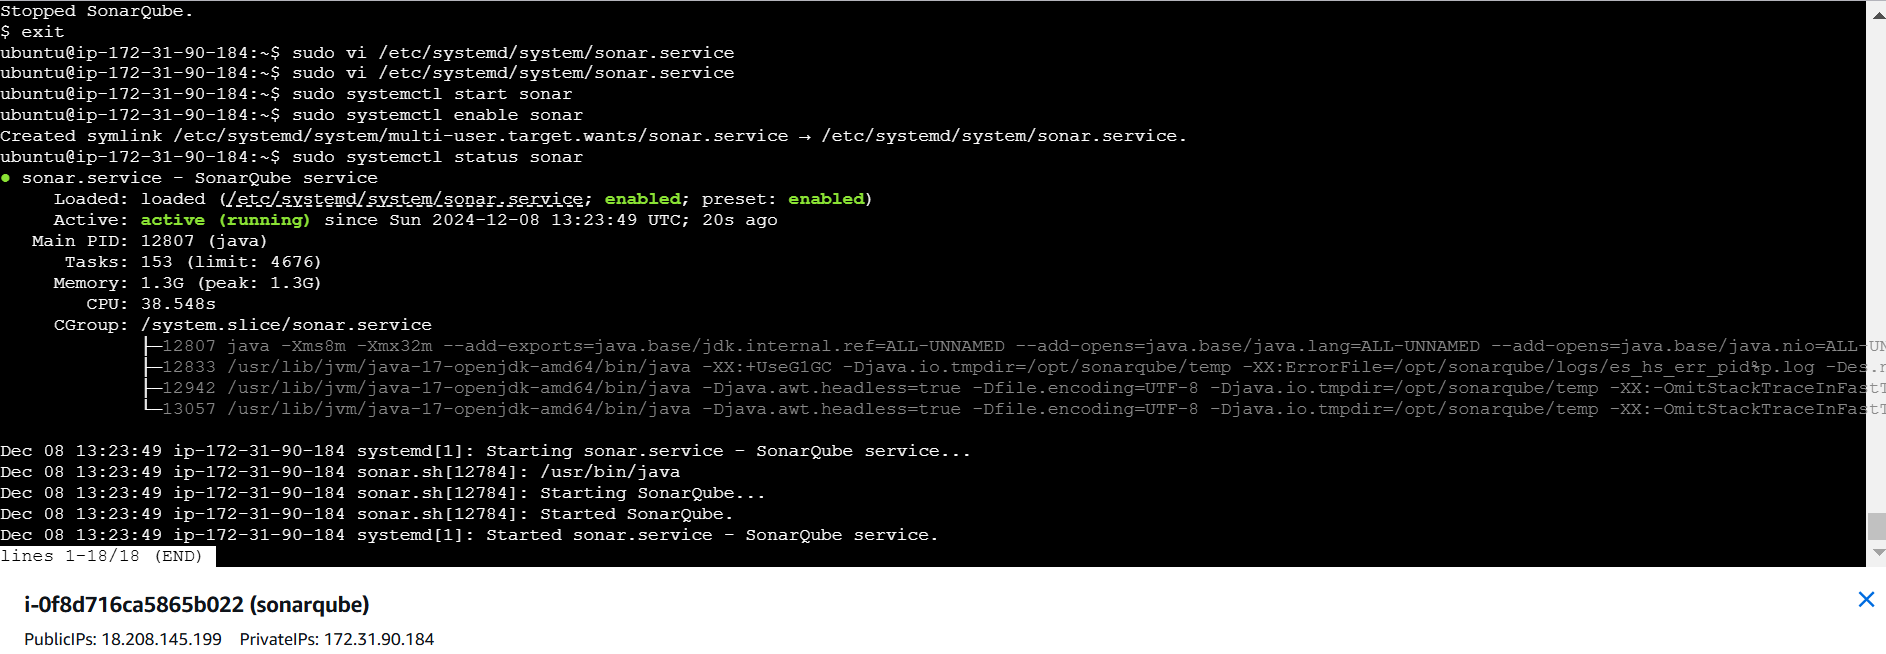 Stopped SonarQube.
$ exit
ubuntu@ip-172-31-90-184:~$ sudo vi /etc/systemd/system/sonar.service
ubuntu@ip-172-31-90-184:~$ sudo vi /etc/systemd/system/sonar.service
ubuntu@ip-172-31-90-184:~$ sudo systemctl start sonar
ubuntu@ip-172-31-90-184:~$ sudo systemctl enable sonar
Created symlink /etc/systemd/system/multi-user.target.wants/sonar.service → /etc/systemd/system/sonar.service.
ubuntu@ip-172-31-90-184:~$ sudo systemctl status sonar
● sonar.service - SonarQube service
     Loaded: loaded (/etc/systemd/system/sonar.service; enabled; preset: enabled)
     Active: active (running) since Sun 2024-12-08 13:23:49 UTC; 20s ago
   Main PID: 12807 (java)
      Tasks: 153 (limit: 4676)
     Memory: 1.3G (peak: 1.3G)
        CPU: 38.548s
     CGroup: /system.slice/sonar.service
             ├─12807 java -Xms8m -Xmx32m --add-exports=java.base/jdk.internal.ref=ALL-UNNAMED --add-opens=java.base/java.lang=ALL-UNNAMED --add-opens=java.base/java.nio=ALL-UN
             ├─12833 /usr/lib/jvm/java-17-openjdk-amd64/bin/java -XX:+UseG1GC -Djava.io.tmpdir=/opt/sonarqube/temp -XX:ErrorFile=/opt/sonarqube/logs/es_hs_err_pid%p.log -Des.n
             ├─12942 /usr/lib/jvm/java-17-openjdk-amd64/bin/java -Djava.awt.headless=true -Dfile.encoding=UTF-8 -Djava.io.tmpdir=/opt/sonarqube/temp -XX:-OmitStackTraceInFastT
             └─13057 /usr/lib/jvm/java-17-openjdk-amd64/bin/java -Djava.awt.headless=true -Dfile.encoding=UTF-8 -Djava.io.tmpdir=/opt/sonarqube/temp -XX:-OmitStackTraceInFastT
Dec 08 13:23:49 ip-172-31-90-184 systemd[1]: Starting sonar.service - SonarQube service...
Dec 08 13:23:49 ip-172-31-90-184 sonar.sh[12784]: /usr/bin/java
Dec 08 13:23:49 ip-172-31-90-184 sonar.sh[12784]: Starting SonarQube...
Dec 08 13:23:49 ip-172-31-90-184 sonar.sh[12784]: Started SonarQube.
Dec 08 13:23:49 ip-172-31-90-184 systemd[1]: Started sonar.service - SonarQube service.
lines 1-18/18 (END)
i-0f8d716ca5865b022 (sonarqube)
PublicIPs: 18.208.145.199    PrivateIPs: 172.31.90.184